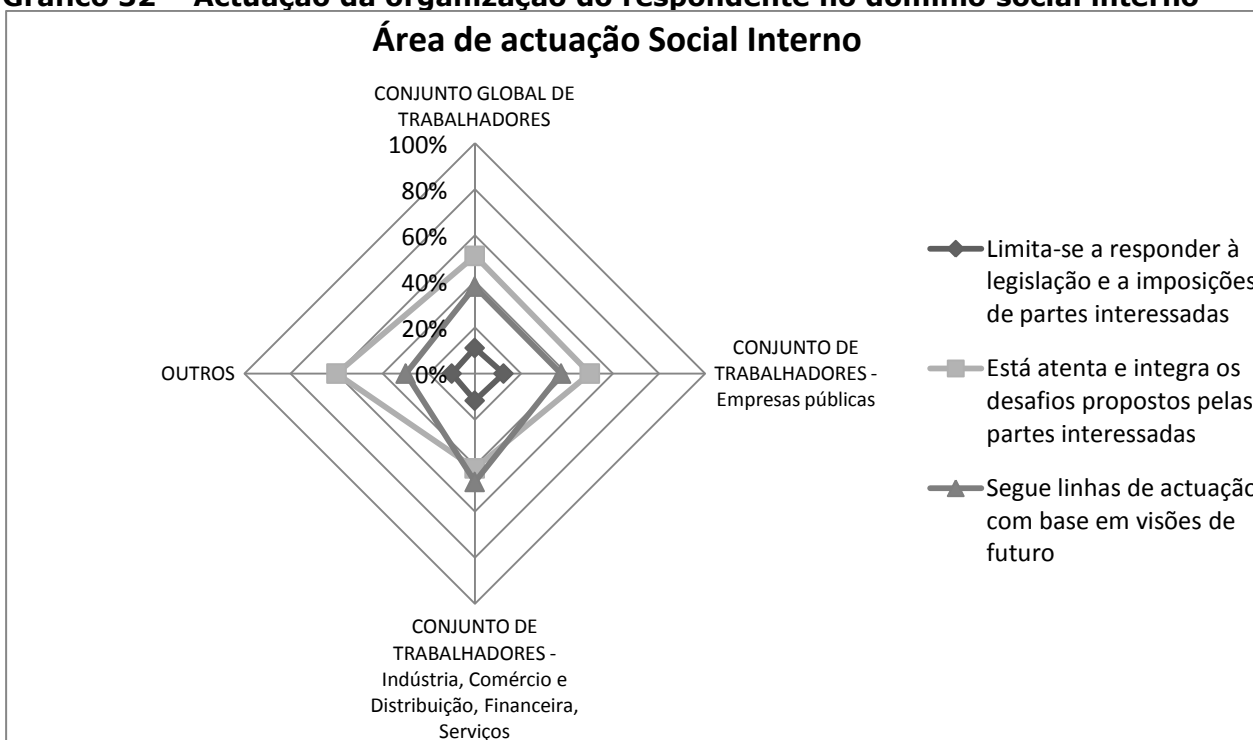 Gráfico 32 – Actuação da organização do respondente no domínio social interno
Área de actuação Social Interno
CONJUNTO GLOBAL DE
TRABALHADORES
100%
80%
60%
40%
20%
0%
OUTROS
CONJUNTO DE
TRABALHADORES -
Empresas públicas
CONJUNTO DE
TRABALHADORES -
Indústria, Comércio e
Distribuição, Financeira,
Serviços
Limita-se a responder à
legislação e a imposições
de partes interessadas
Está atenta e integra os
desafios propostos pelas
partes interessadas
Segue linhas de actuação
com base em visões de
futuro